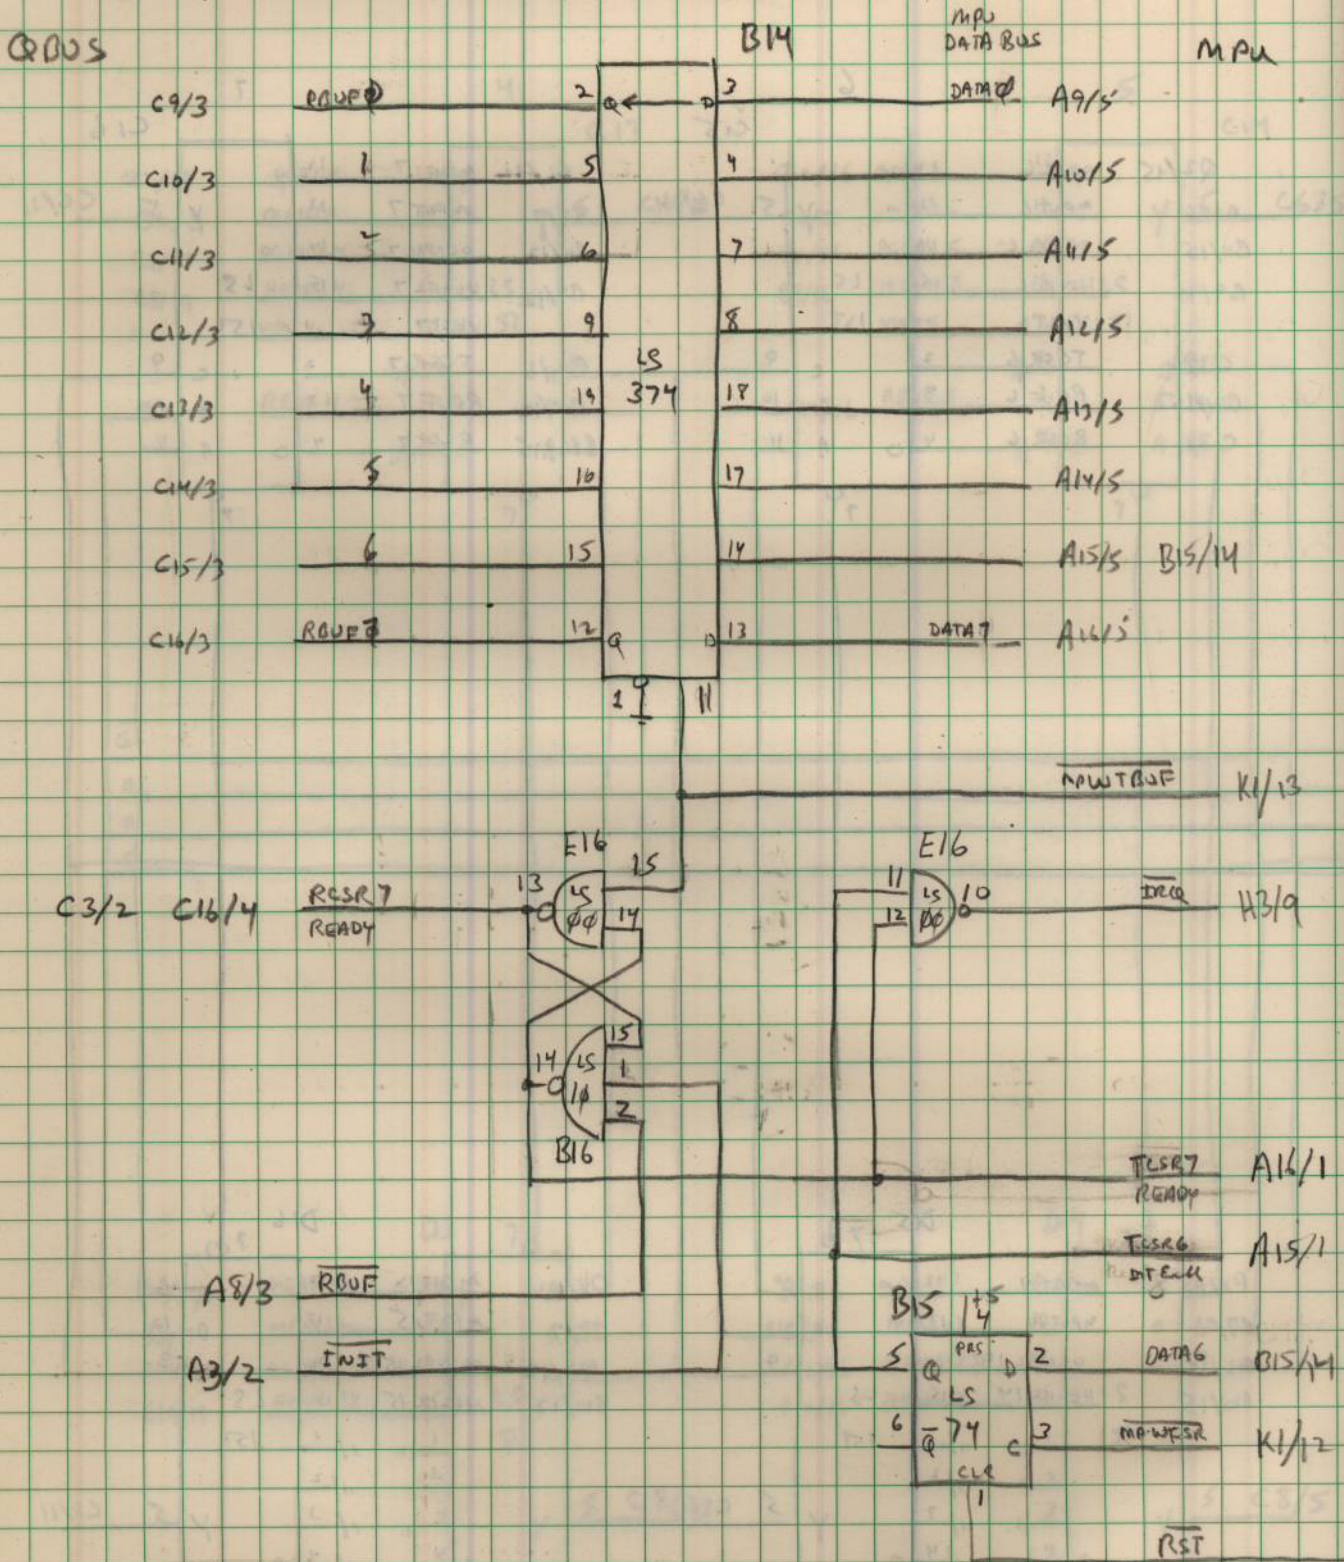 QBUS B14 MPU DATA BUS MPU
C9/3 RBUF0 2 Q D 3 DATA0 A9/5
C10/3 1 5 4 A10/5
C11/3 2 6 7 A11/5
C12/3 3 9 8 A12/5
LS
C13/3 4 19 374 18 A13/5
C14/3 5 16 17 A14/5
C15/3 6 15 14 A15/5 B15/14
C16/3 RBUF7 12 Q D 13 DATA7 A16/5
1 11
MPWTBUF K1/13
E16 15 E16
C3/2 C16/4 RCSR7 13 LS 11 LS 10 IRQ H3/9
READY 00 14 12 00
15
14 LS 1
10 2
B16
TCSR7 A16/1
READY
TCSR6 A15/1
INT Enbl
A8/3 RBUF
B15 +5
4
A3/2 INIT 5 Q PRS D 2 DATA6 B15/14
LS
6 Q 74 C 3 MPWCSR K1/12
CLR
1
RST